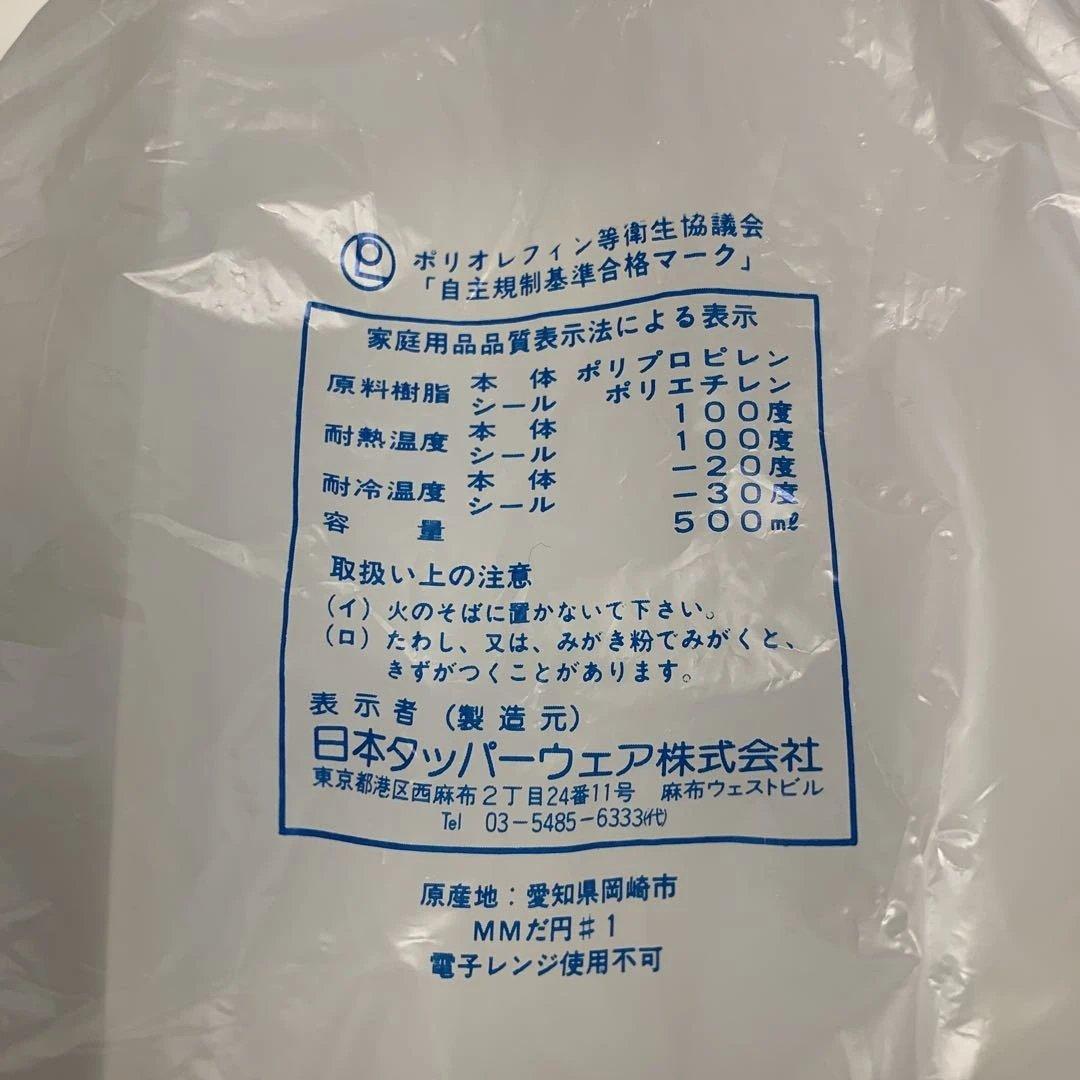 ポリオレフィン等衛生協議会
「自主規制基準合格マーク」
家庭用品品質表示法による表示
原料樹脂 本体 ポリプロピレン
シール ポリエチレン
耐熱温度 本体 100度
シール 100度
耐冷温度 本体 −20度
シール −30度
容量 500mℓ
取扱い上の注意
(イ) 火のそばに置かないで下さい。
(ロ) たわし、又は、みがき粉でみがくと、
きずがつくことがあります。
表示者 (製造元)
日本タッパーウェア株式会社
東京都港区西麻布2丁目24番11号 麻布ウェストビル
Tel 03−5485−6333㈹
原産地：愛知県岡崎市
MMだ円♯1
電子レンジ使用不可